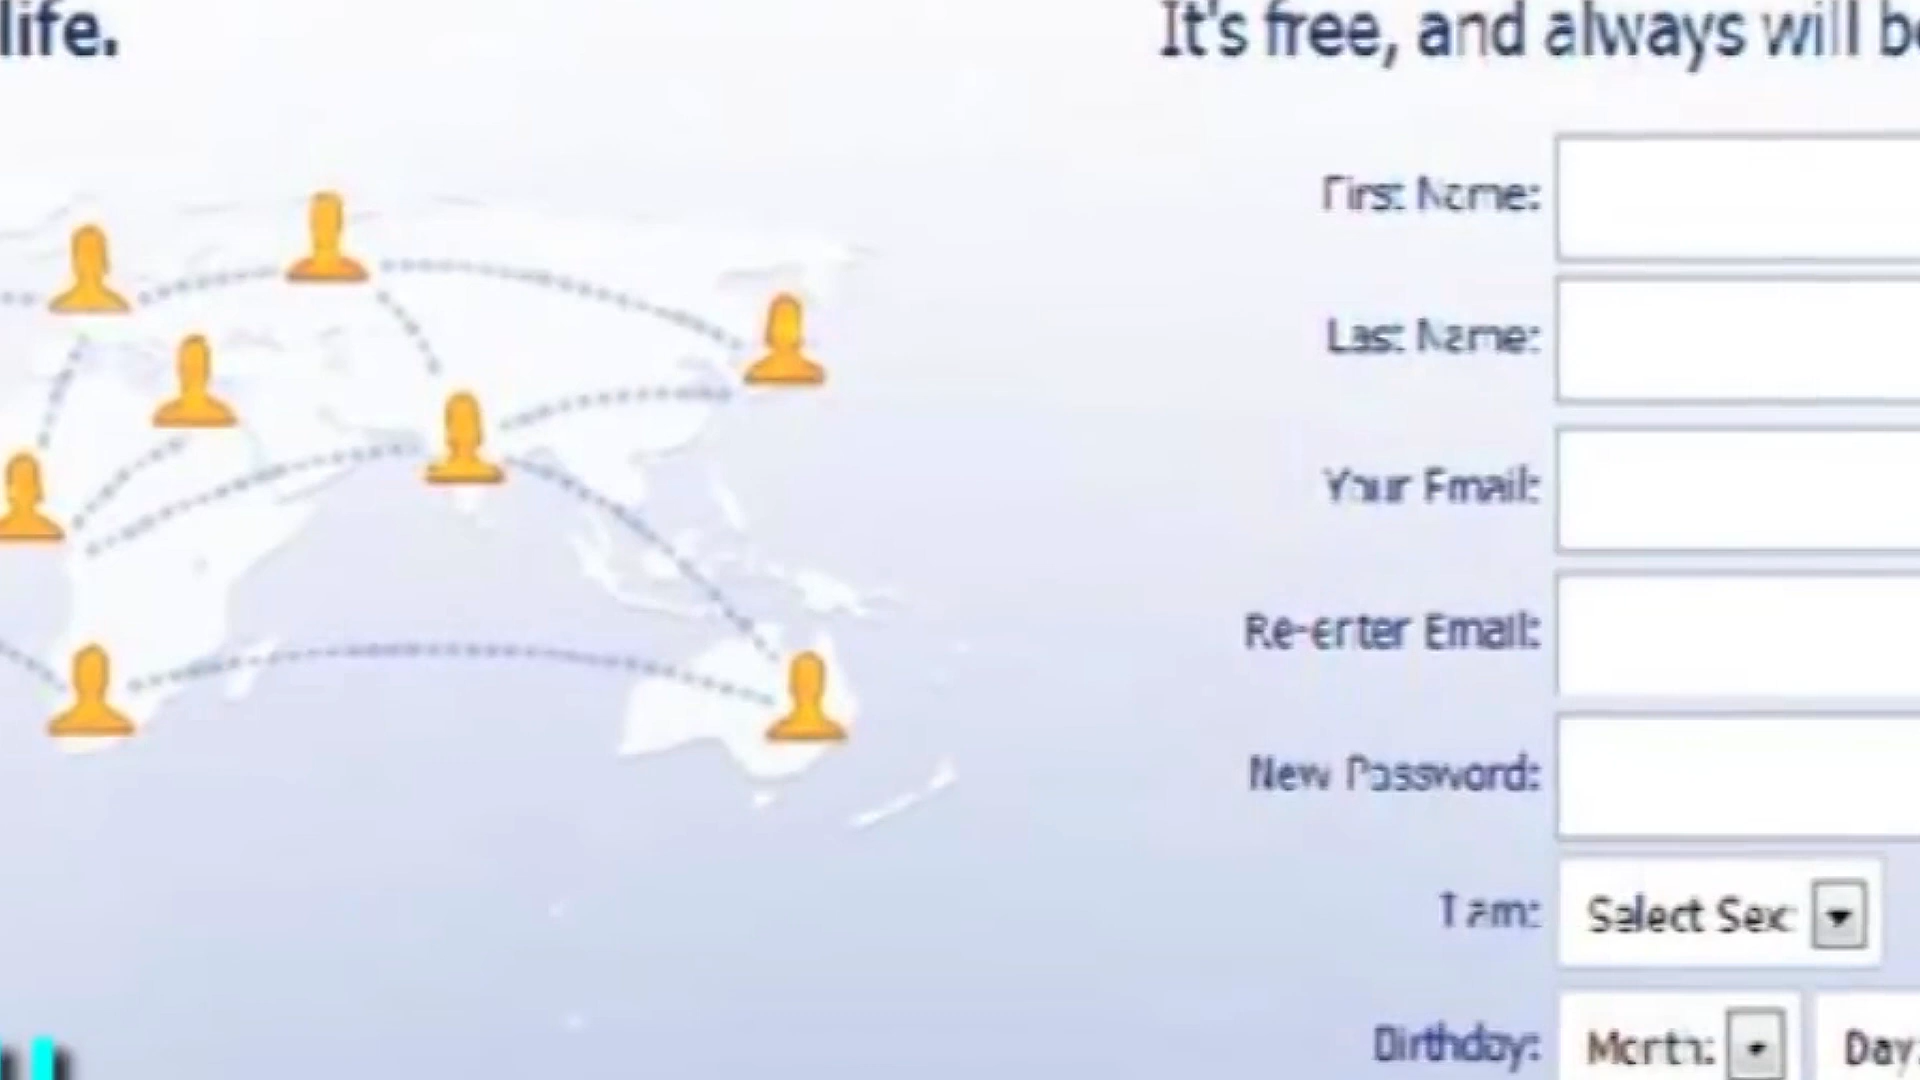 life.
It's free, and always will be
First Name:
Last Name:
Your Email:
Re-enter Email:
New Password:
I am:
Select Sex:
Birthday:
Month:
Day: